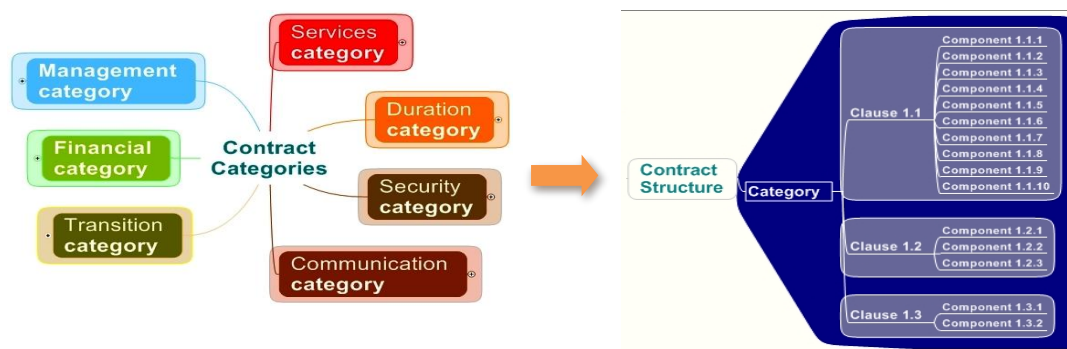 Services
category
Management
category
Duration
category
Contract
Categories
Financial
category
Security
category
Transition
category
Communication
category
Contract
Structure
Category
Clause 1.1
Component 1.1.1
Component 1.1.2
Component 1.1.3
Component 1.1.4
Component 1.1.5
Component 1.1.6
Component 1.1.7
Component 1.1.8
Component 1.1.9
Component 1.1.10
Clause 1.2
Component 1.2.1
Component 1.2.2
Component 1.2.3
Clause 1.3
Component 1.3.1
Component 1.3.2